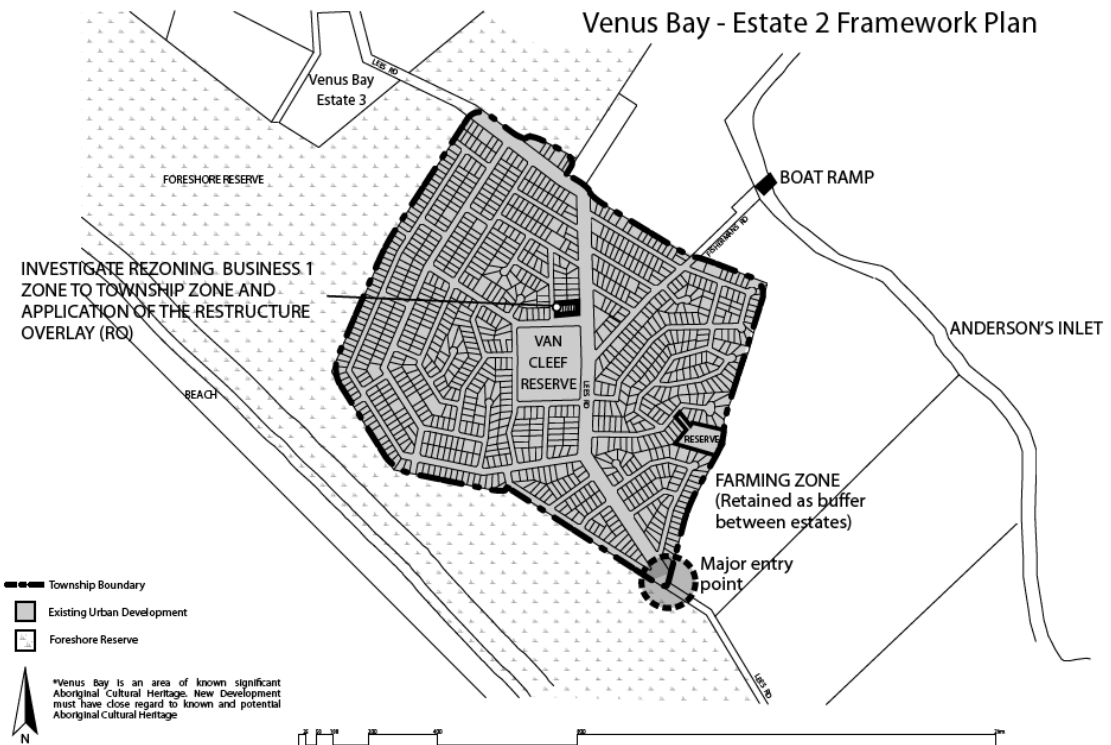 Venus Bay - Estate 2 Framework Plan
LEES RD
Venus Bay
Estate 3
FORESHORE RESERVE
BOAT RAMP
FISHERMANS RD
INVESTIGATE REZONING BUSINESS 1
ZONE TO TOWNSHIP ZONE AND
APPLICATION OF THE RESTRUCTURE
OVERLAY (RO)
ANDERSON'S INLET
VAN
CLEEF
RESERVE
LEES RD
BEACH
RESERVE
FARMING ZONE
(Retained as buffer
between estates)
Major entry
point
LEES RD
Township Boundary
Existing Urban Development
Foreshore Reserve
*Venus Bay is an area of known significant
Aboriginal Cultural Heritage. New Development
must have close regard to known and potential
Aboriginal Cultural Heritage
N